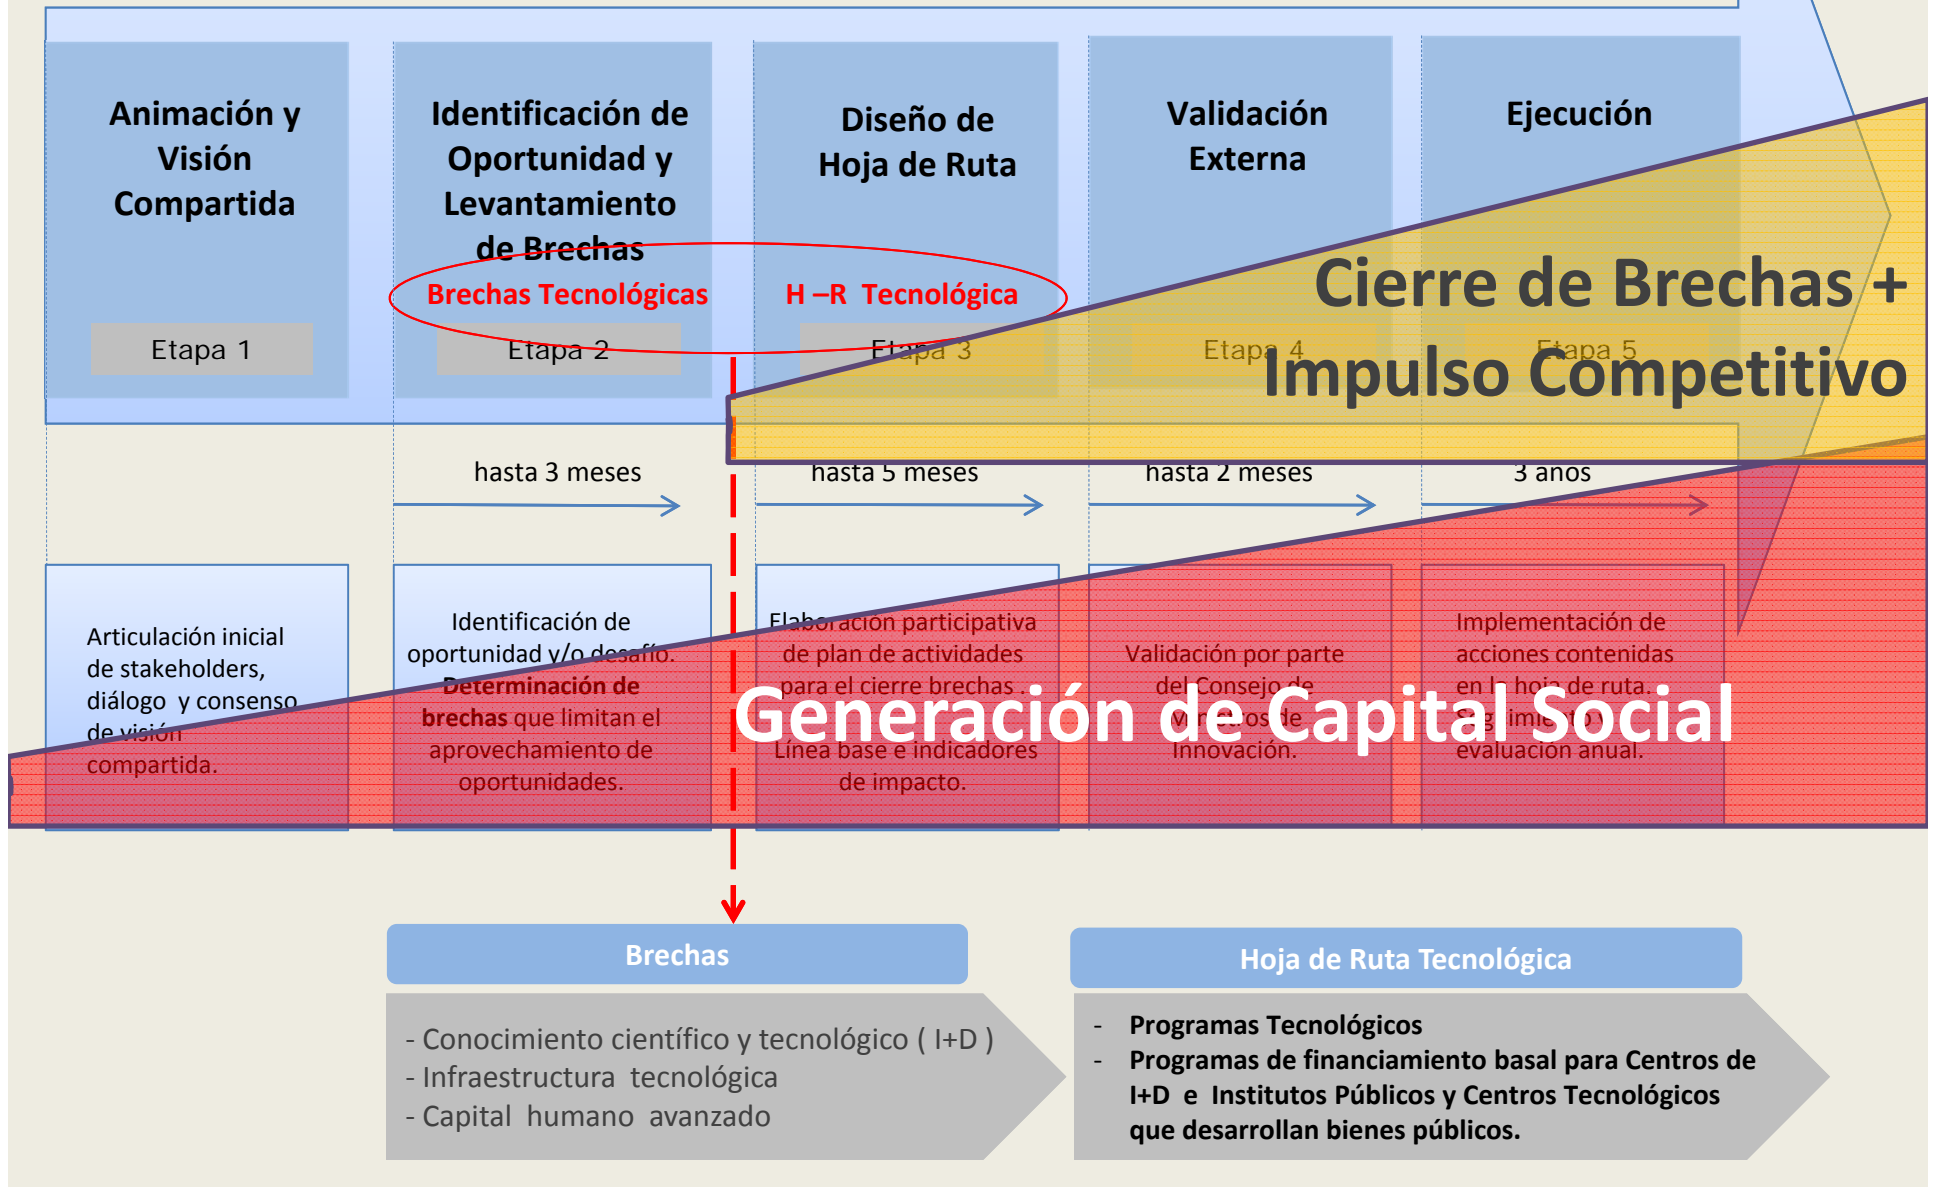 Animación y
Visión
Compartida
Etapa 1
Identificación de
Oportunidad y
Levantamiento
de Brechas
Brechas Tecnológicas
Etapa 2
Diseño de
Hoja de Ruta
H –R Tecnológica
Etapa 3
Validación
Externa
Etapa 4
Ejecución
Etapa 5
Cierre de Brechas +
Impulso Competitivo
hasta 3 meses
hasta 5 meses
hasta 2 meses
3 años
Articulación inicial
de stakeholders,
diálogo y consenso
de visión
compartida.
Identificación de
oportunidad y/o desafío.
Determinación de
brechas que limitan el
aprovechamiento de
oportunidades.
Elaboración participativa
de plan de actividades
para el cierre brechas .
Línea base e indicadores
de impacto.
Validación por parte
del Consejo de
Ministros de
Innovación.
Implementación de
acciones contenidas
en la hoja de ruta.
Seguimiento y
evaluación anual.
Generación de Capital Social
Brechas
- Conocimiento científico y tecnológico ( I+D )
- Infraestructura tecnológica
- Capital humano avanzado
Hoja de Ruta Tecnológica
- Programas Tecnológicos
- Programas de financiamiento basal para Centros de
I+D e Institutos Públicos y Centros Tecnológicos
que desarrollan bienes públicos.